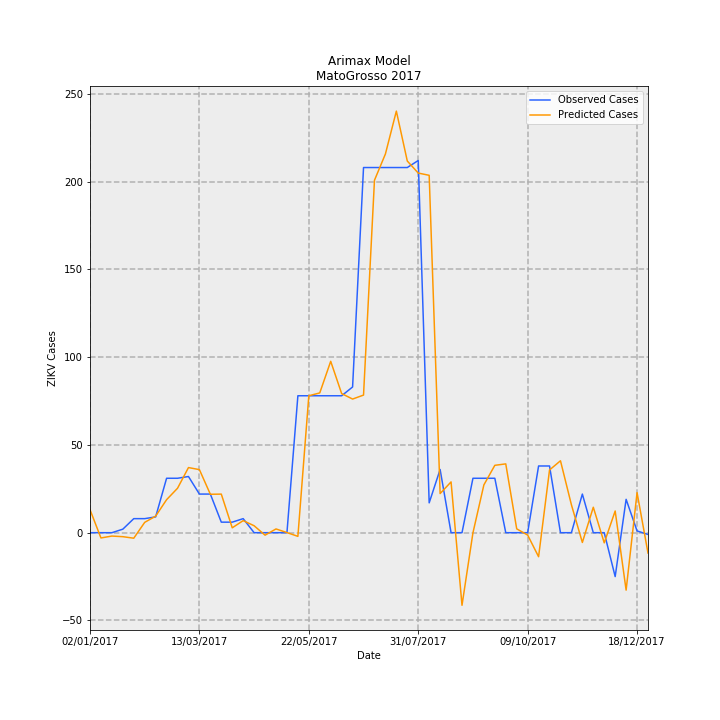 Arimax Model
MatoGrosso 2017
Observed Cases
Predicted Cases
250
200
150
100
50
0
−50
ZIKV Cases
02/01/2017 13/03/2017 22/05/2017 31/07/2017 09/10/2017 18/12/2017
Date